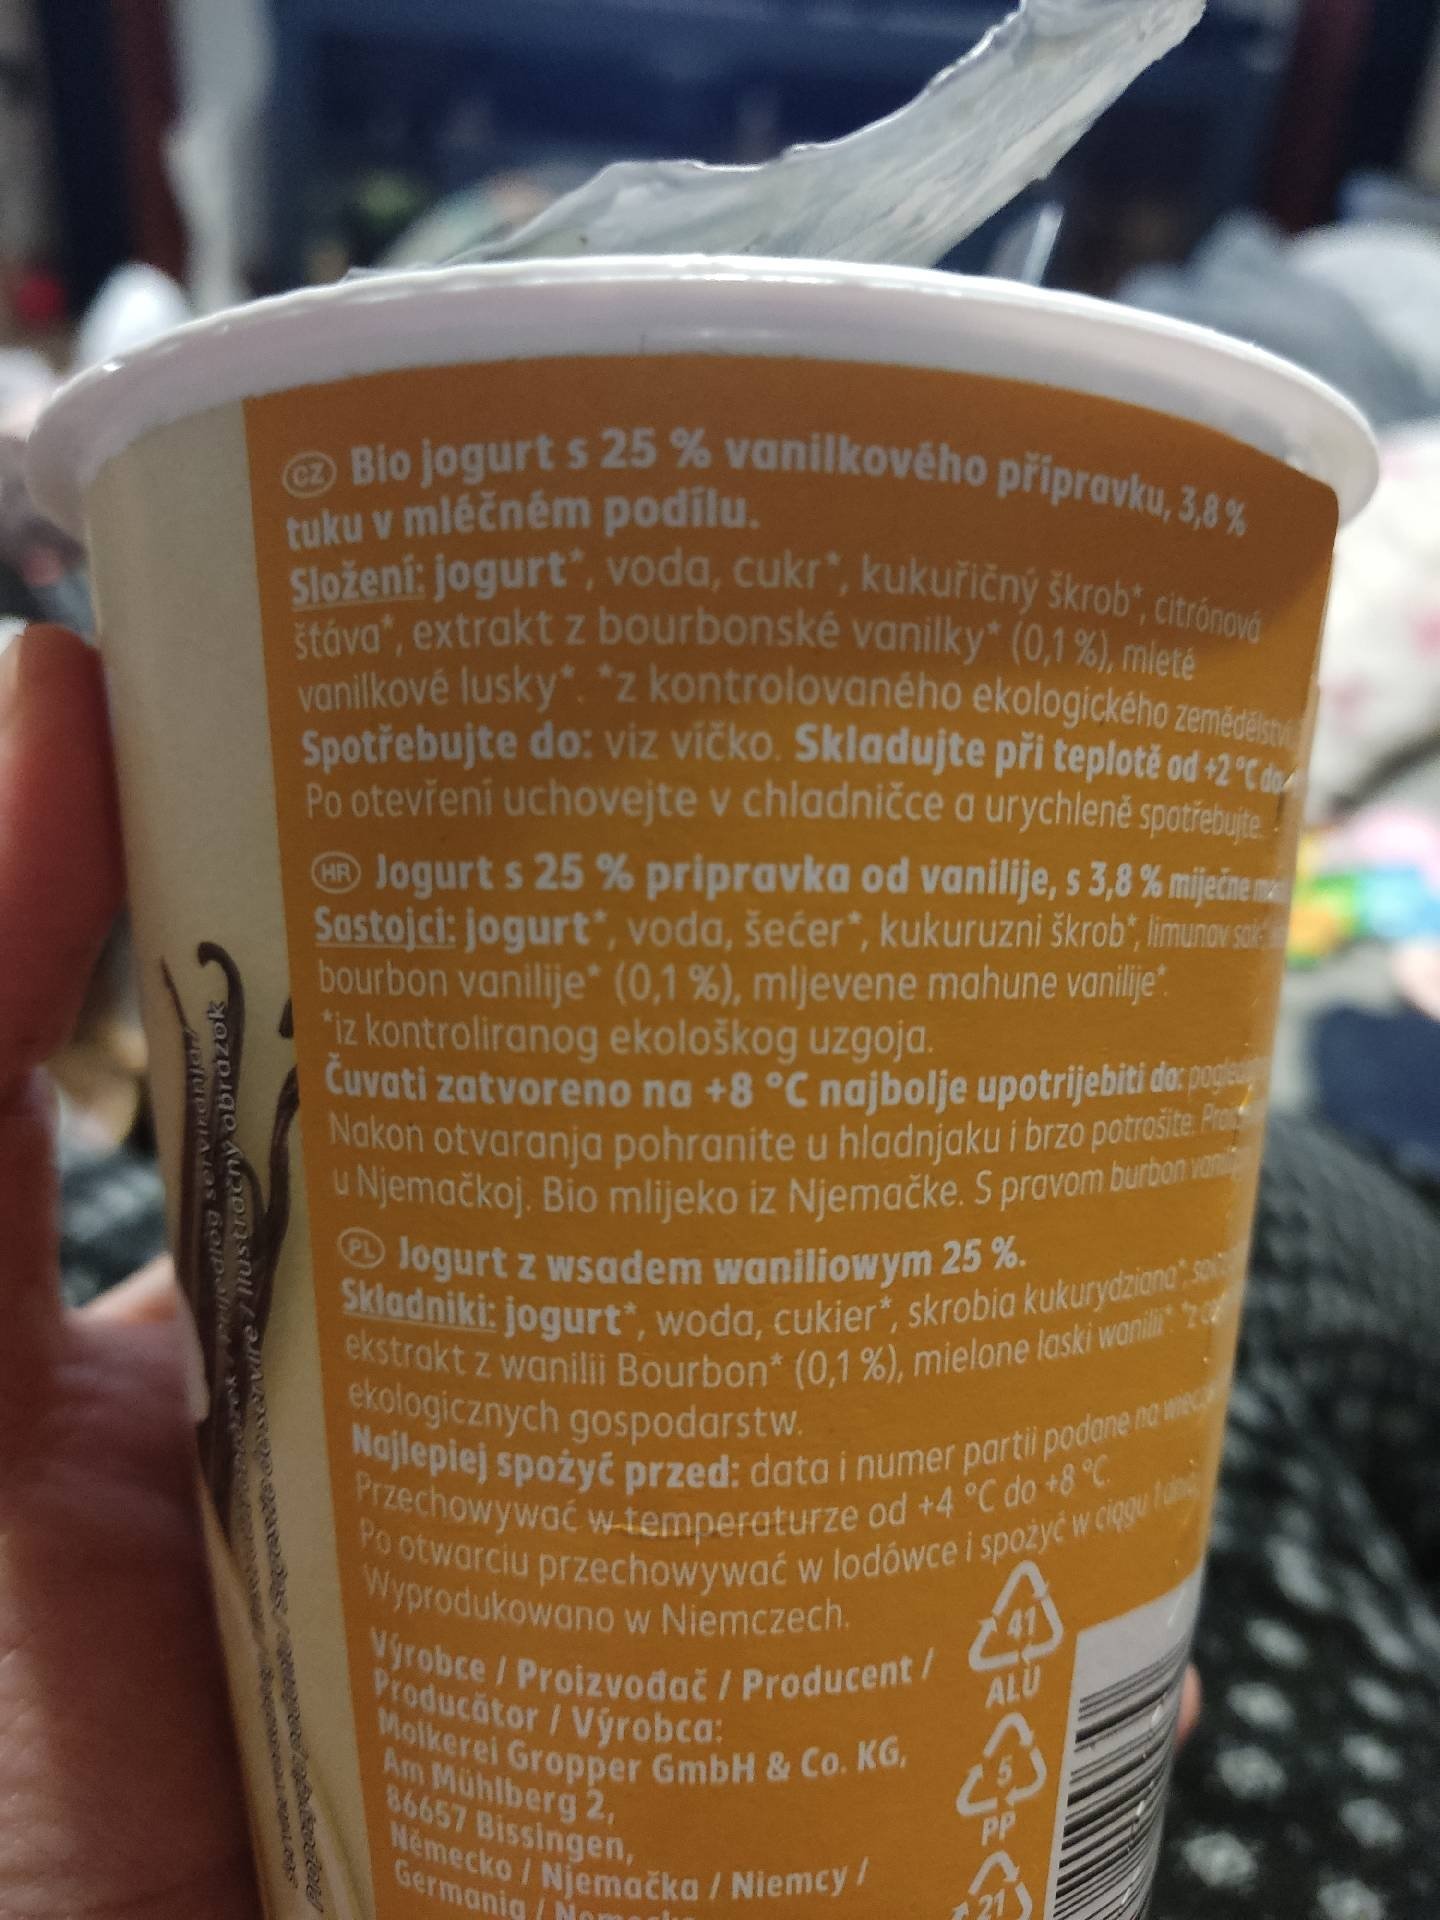 CZ Bio jogurt s 25 % vanilkového přípravku, 3,8 %
tuku v mléčném podílu.
Složení: jogurt*, voda, cukr*, kukuřičný škrob*, citrónová
šťáva*, extrakt z bourbonské vanilky* (0,1 %), mleté
vanilkové lusky*. *z kontrolovaného ekologického zemědělství
Spotřebujte do: viz víčko. Skladujte při teplotě od +2 °C do
Po otevření uchovejte v chladničce a urychleně spotřebujte.
HR Jogurt s 25 % pripravka od vanilije, s 3,8 % miječne
Sastojci: jogurt*, voda, šećer*, kukuruzni škrob*, limunov sok*
bourbon vanilije* (0,1 %), mljevene mahune vanilije*.
*iz kontroliranog ekološkog uzgoja.
Čuvati zatvoreno na +8 °C najbolje upotrijebiti do:
Nakon otvaranja pohranite u hladnjaku i brzo potrošite.
u Njemačkoj. Bio mlijeko iz Njemačke. S pravom burbon
PL Jogurt z wsadem waniliowym 25 %.
Składniki: jogurt*, woda, cukier*, skrobia kukurydziana*,
ekstrakt z wanilii Bourbon* (0,1 %), mielone laski wanilii*. *z
ekologicznych gospodarstw.
Najlepiej spożyć przed: data i numer partii podane na
Przechowywać w temperaturze od +4 °C do +8 °C.
Po otwarciu przechowywać w lodówce i spożyć w ciągu 1
Wyprodukowano w Niemczech.
Výrobce / Proizvođač / Producent /
Producător / Výrobca:
Molkerei Gropper GmbH & Co. KG,
Am Mühlberg 2,
86657 Bissingen,
Německo / Njemačka / Niemcy /
Germania /
41
ALU
5
PP
21
Ilustračný obrázok